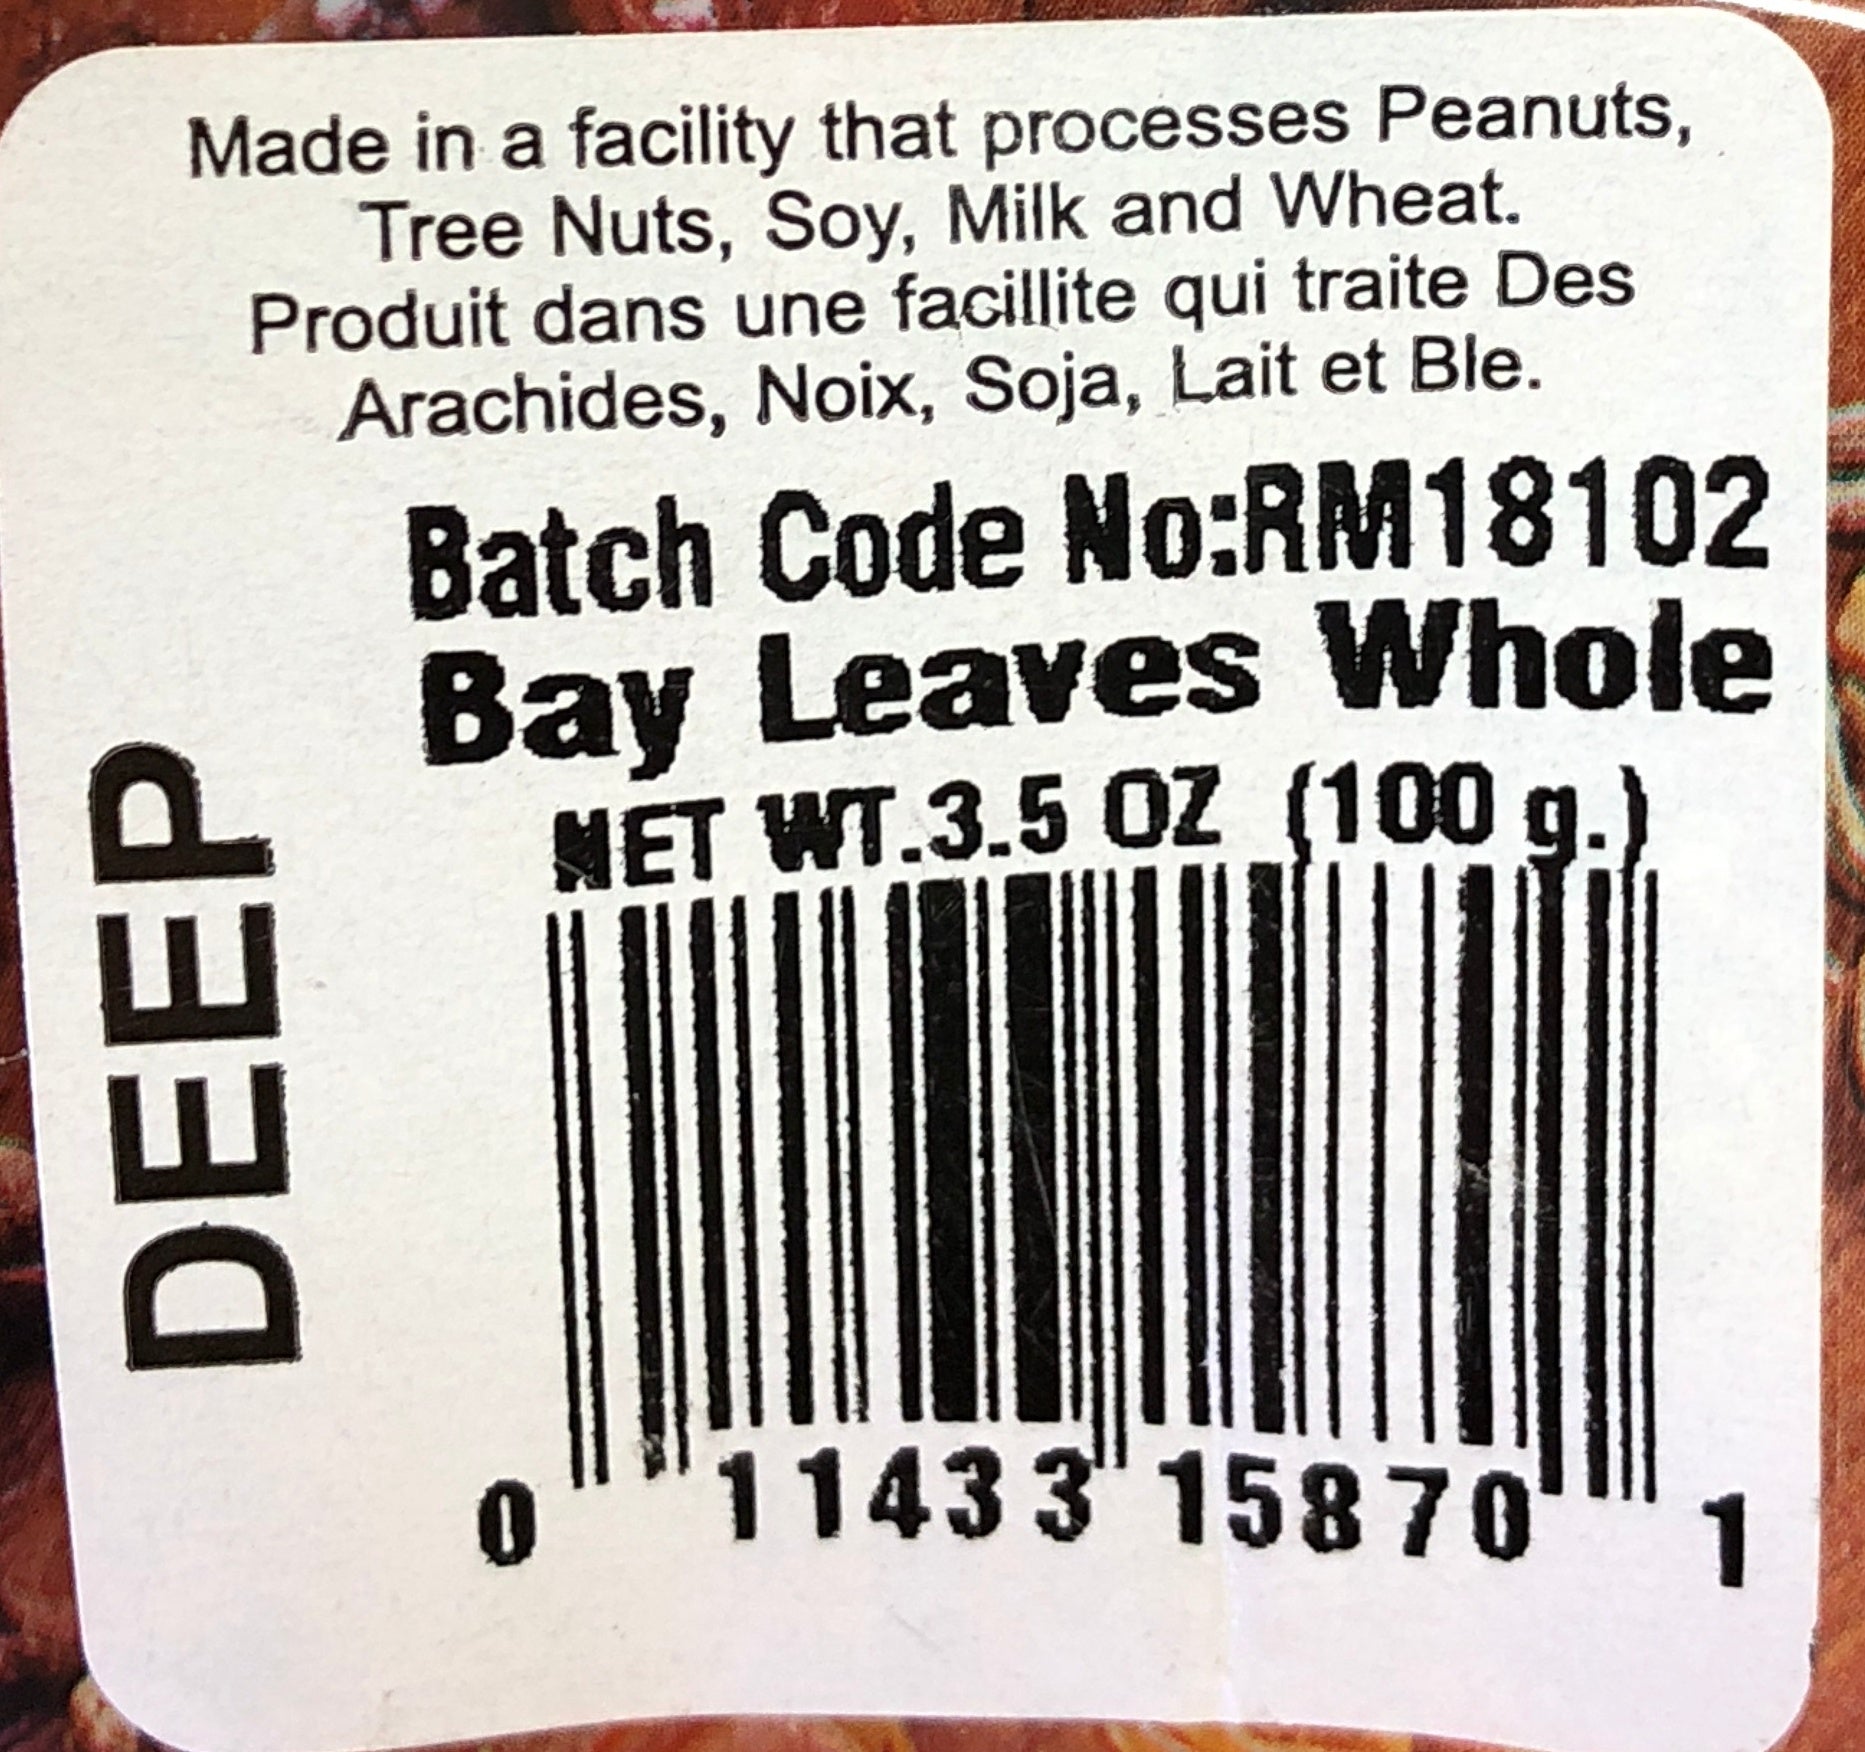 Made in a facility that processes Peanuts,
Tree Nuts, Soy, Milk and Wheat.
Produit dans une facillite qui traite Des
Arachides, Noix, Soja, Lait et Ble.
Batch Code No:RM18102
Bay Leaves Whole
NET WT.3.5 OZ (100 g.)
DEEP
0 11433 15870 1